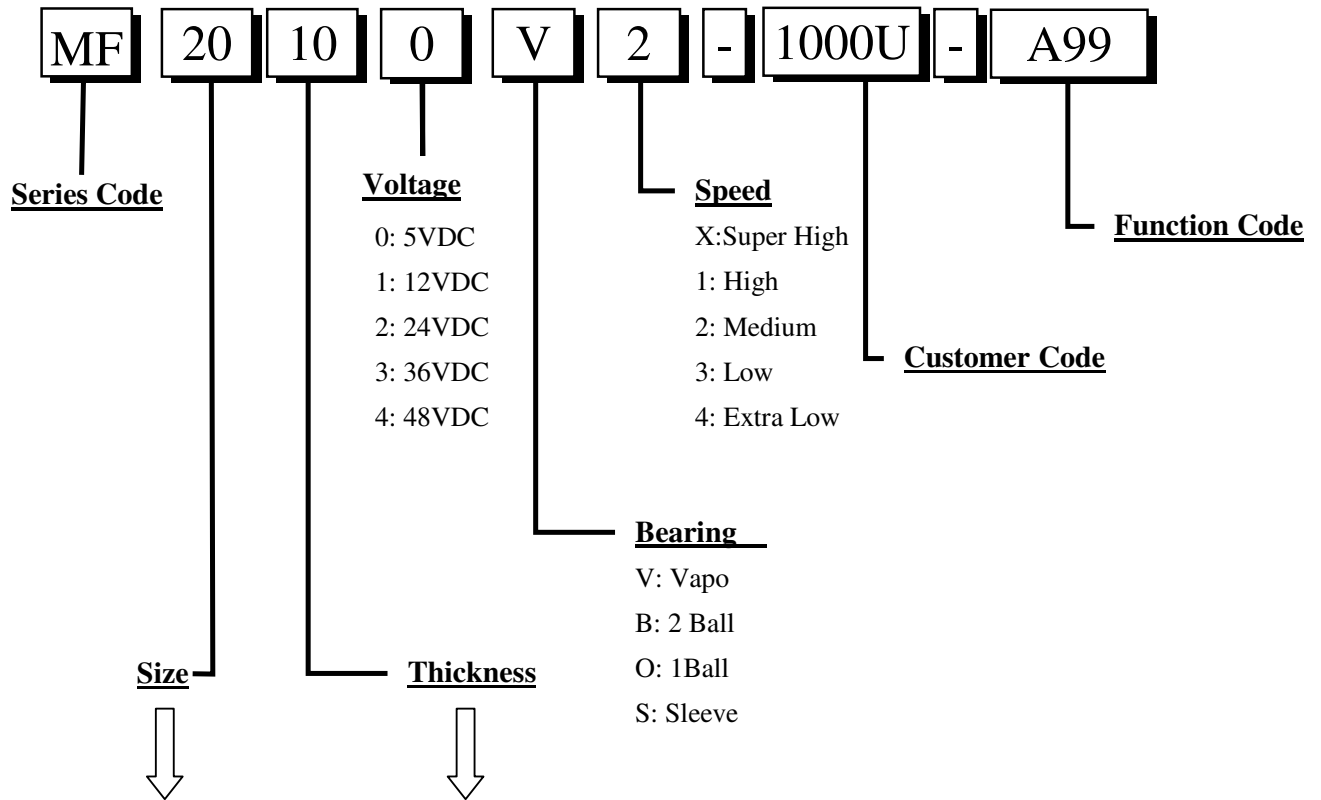 MF 20 10 0 V 2 - 1000U - A99
Series Code
Voltage
0: 5VDC
1: 12VDC
2: 24VDC
3: 36VDC
4: 48VDC
Speed
X:Super High
1: High
2: Medium
3: Low
4: Extra Low
Function Code
Customer Code
Bearing
V: Vapo
B: 2 Ball
O: 1Ball
S: Sleeve
Size
Thickness